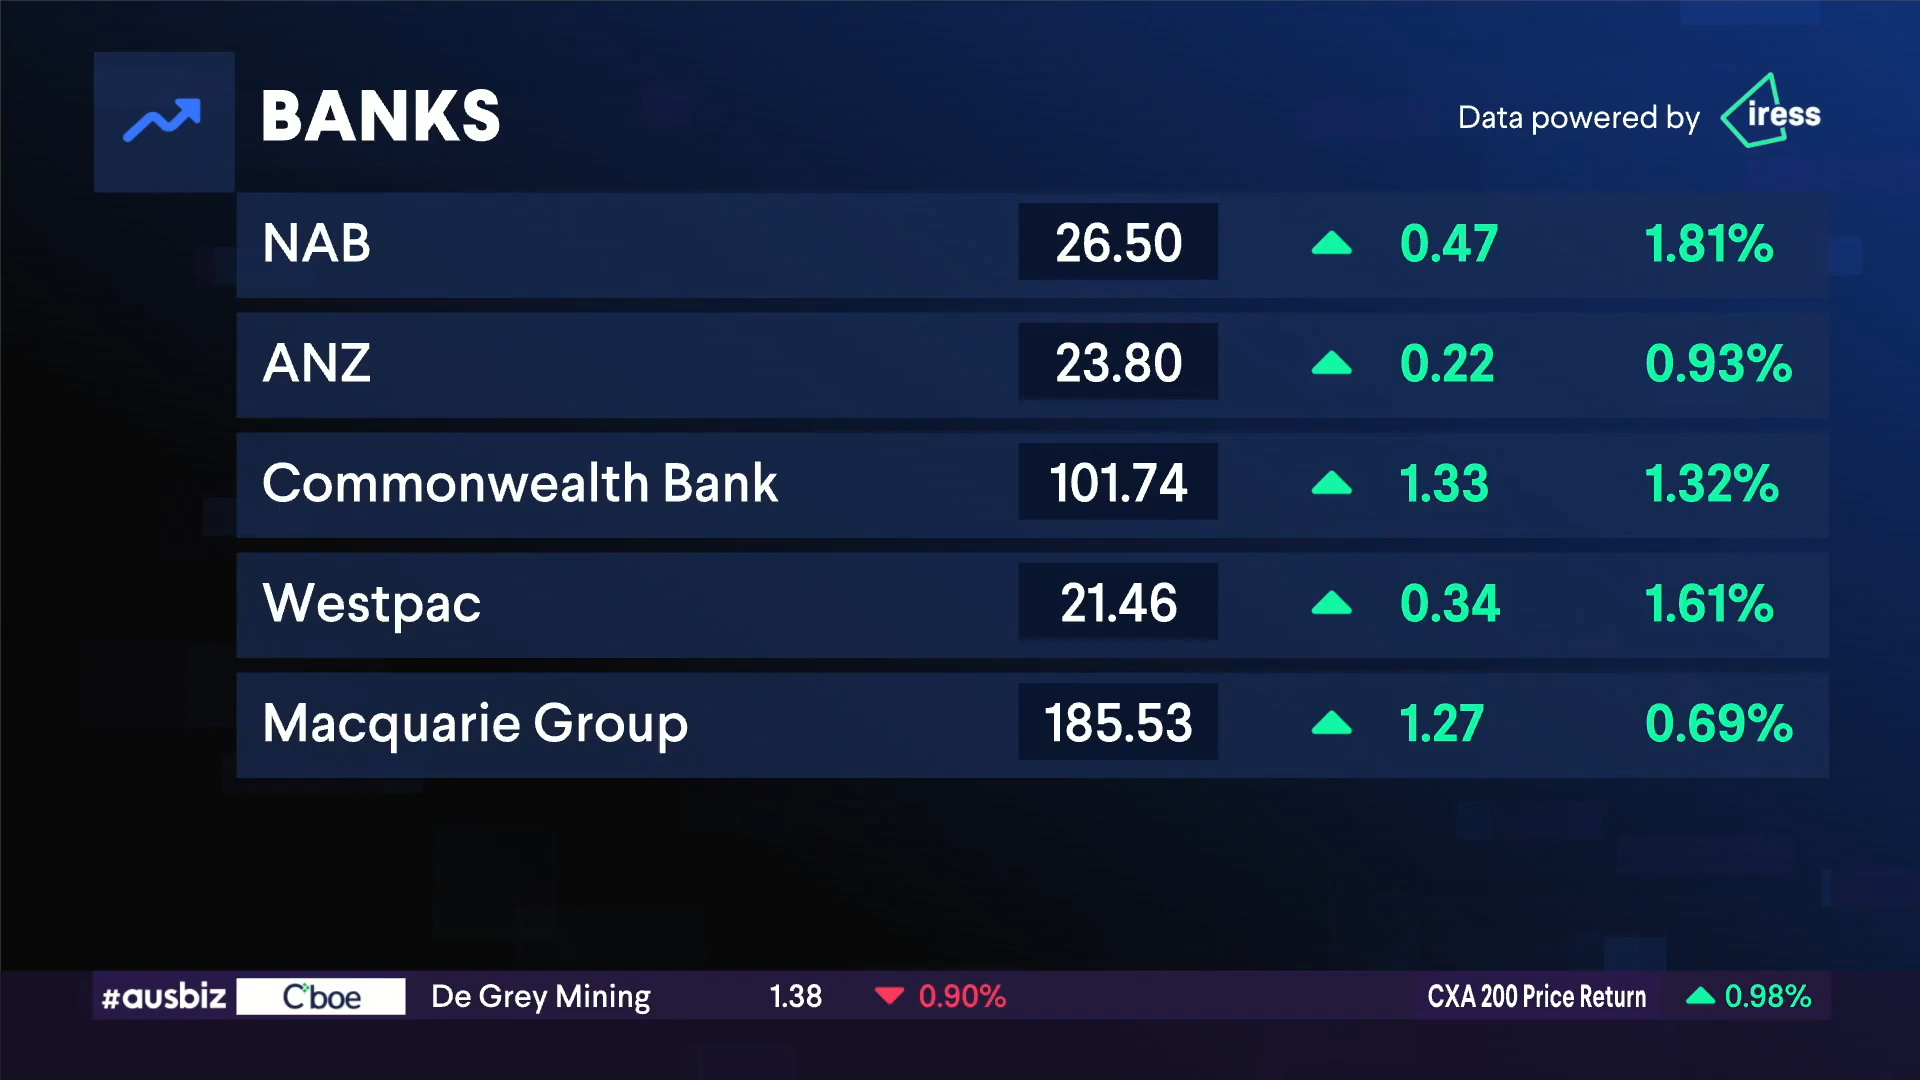 BANKS
Data powered by iress
NAB 26.50 0.47 1.81%
ANZ 23.80 0.22 0.93%
Commonwealth Bank 101.74 1.33 1.32%
Westpac 21.46 0.34 1.61%
Macquarie Group 185.53 1.27 0.69%
#ausbiz Cboe De Grey Mining 1.38 0.90% CXA 200 Price Return 0.98%